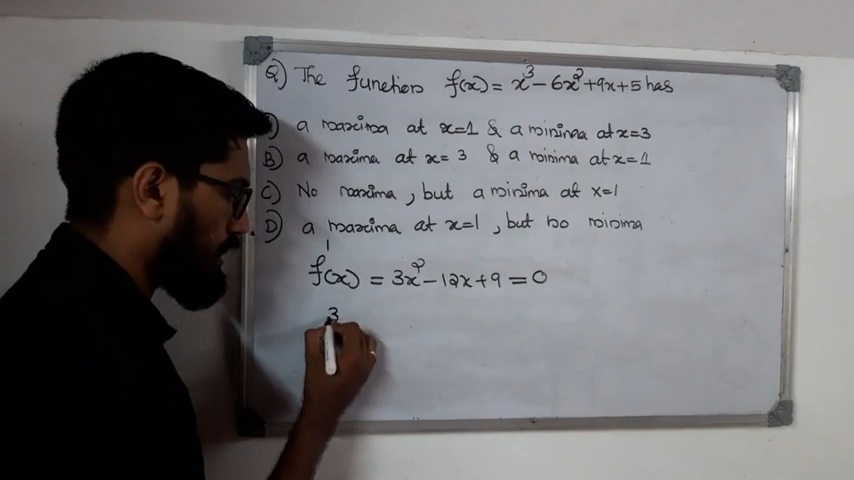 Q) The function f(x) = x³ - 6x² + 9x + 5 has
) a maxima at x=1 & a minima at x=3
B) a maxima at x= 3 & a minima at x=1
C) No maxima, but a minima at x=1
D) a maxima at x=1, but no minima
f'(x) = 3x² - 12x + 9 = 0
3